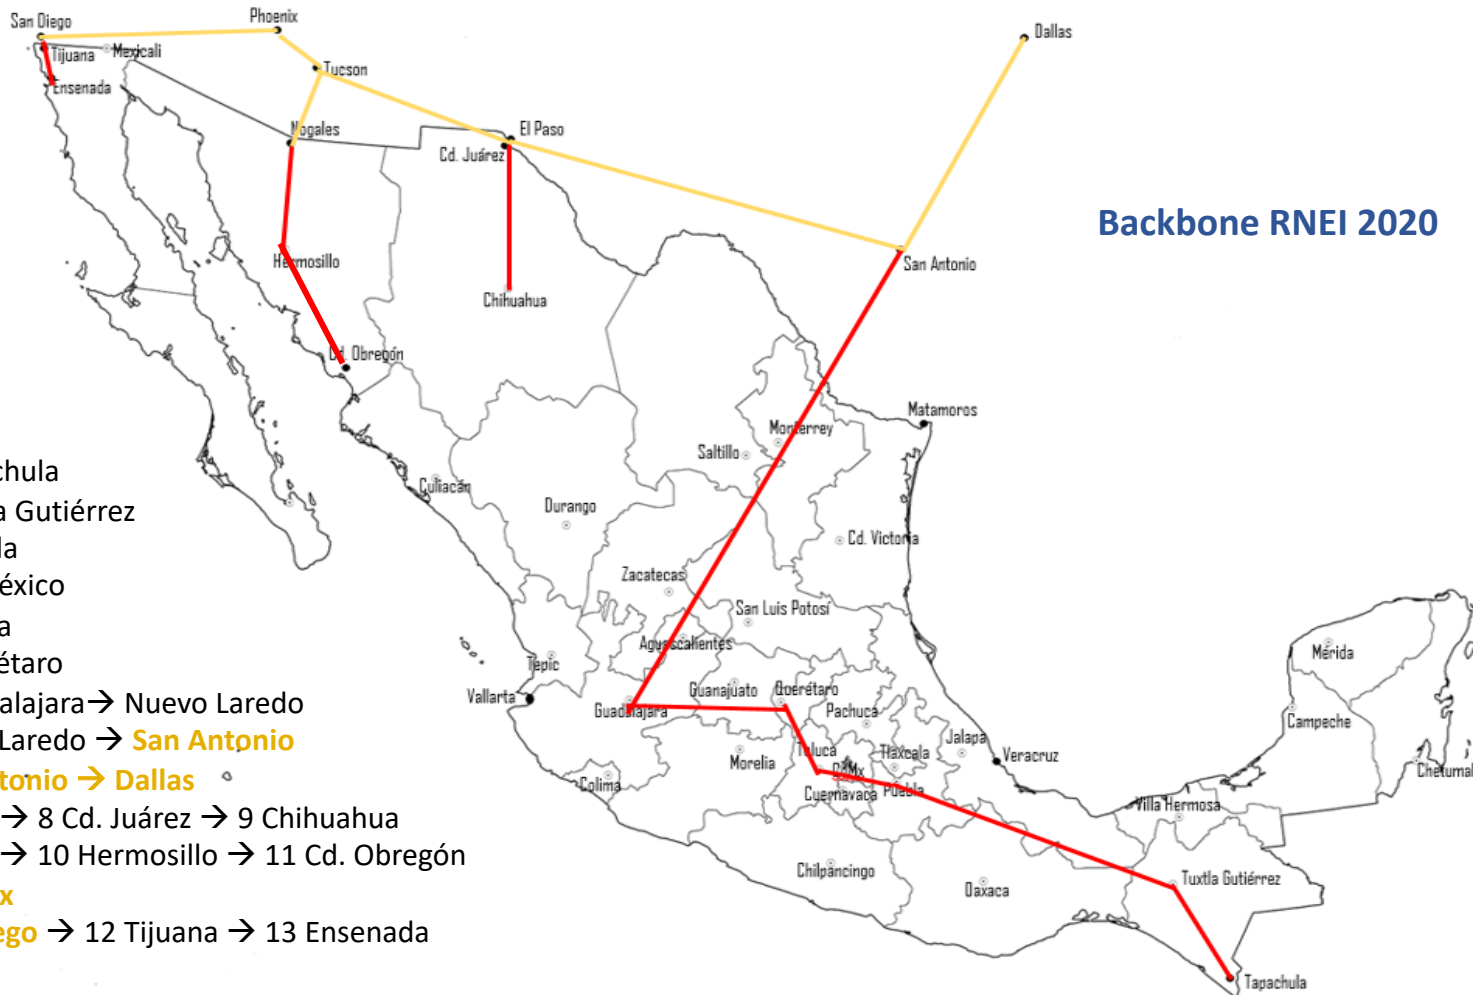 San Diego
Phoenix
Dallas
Tijuana
Mexicali
Tucson
Ensenada
Nogales
El Paso
Cd. Juárez
Backbone RNEI 2020
Hermosillo
San Antonio
Chihuahua
Cd. Obregón
Matamoros
Monterrey
Saltillo
chula
Culiacán
Durango
a Gutiérrez
Cd. Victoria
la
Zacatecas
éxico
San Luis Potosí
a
Aguascalientes
Mérida
étaro
Tepic
Guanajuato
Querétaro
Vallarta
alajara→ Nuevo Laredo
Guadalajara
Pachuca
Campeche
Laredo → San Antonio
Toluca
Tlaxcala
Jalapa
Veracruz
Morelia
CdMx
tonio → Dallas
Colima
Cuernavaca
Puebla
Chetumal
Villa Hermosa
→ 8 Cd. Juárez → 9 Chihuahua
→ 10 Hermosillo → 11 Cd. Obregón
Chilpancingo
Oaxaca
Tuxtla Gutiérrez
x
ego → 12 Tijuana → 13 Ensenada
Tapachula